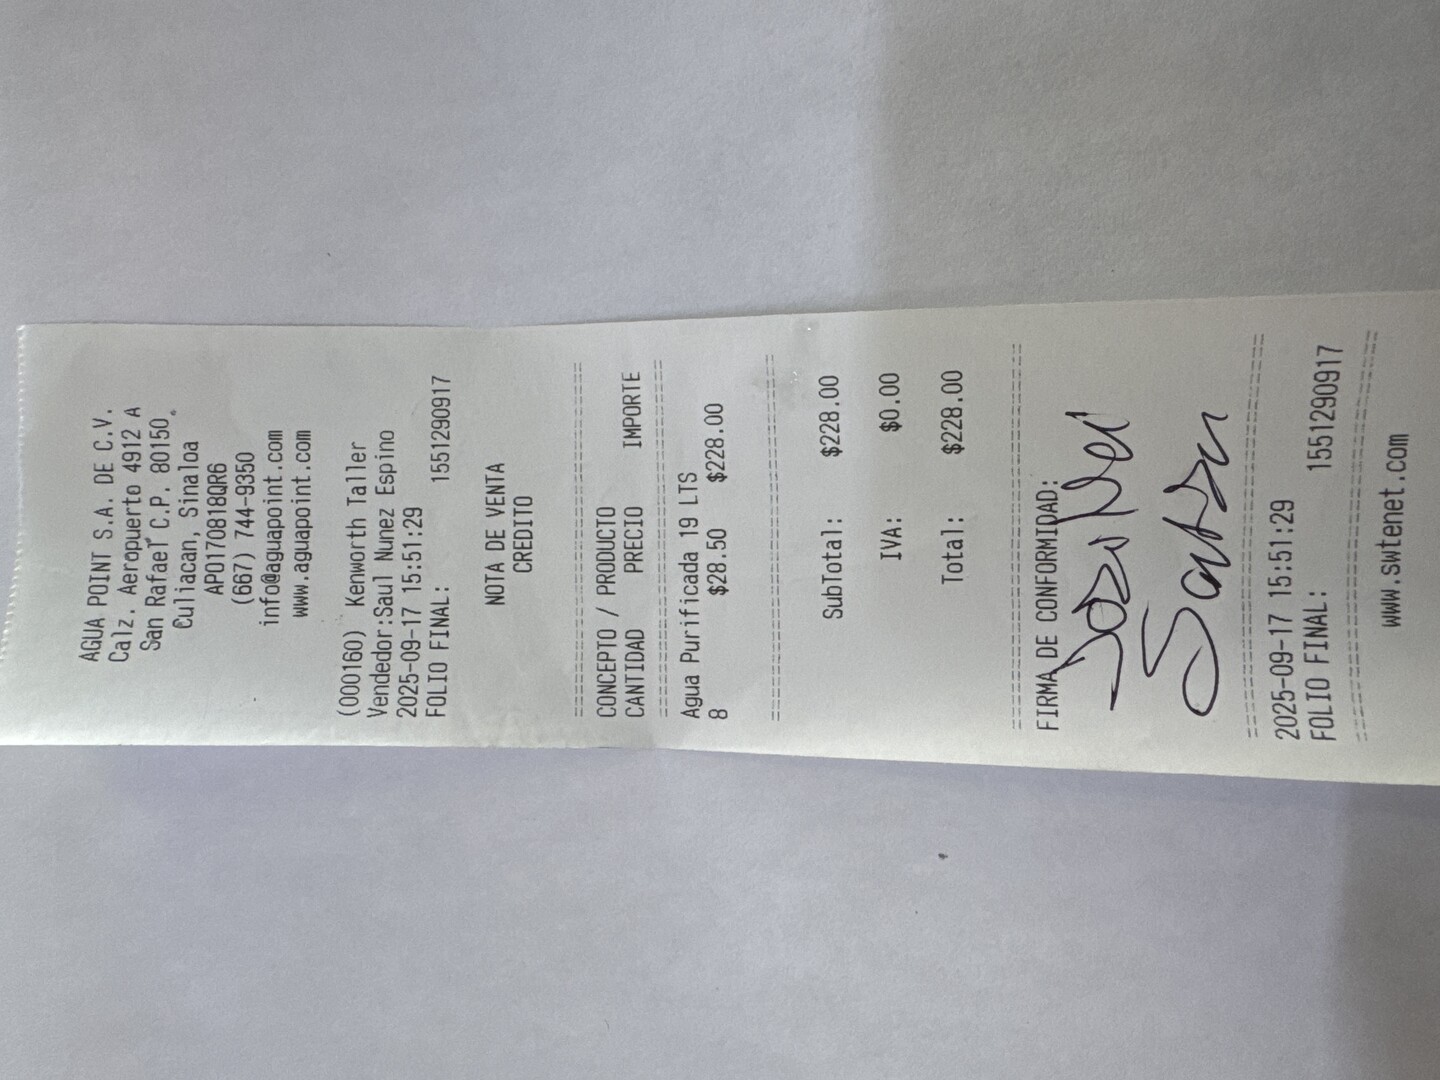 AGUA POINT S.A. DE C.V.
Calz. Aeropuerto 4912 A
San Rafael C.P. 80150
Culiacan, Sinaloa
APO170818QR6
(667) 744-9350
info@aguapoint.com
www.aguapoint.com
(000160) Kenworth Taller
Vendedor:Saul Nunez Espino
2025-09-17 15:51:29
FOLIO FINAL: 1551290917
NOTA DE VENTA
CREDITO
CONCEPTO / PRODUCTO
CANTIDAD PRECIO IMPORTE
Agua Purificada 19 LTS
8 $28.50 $228.00
SubTotal: $228.00
IVA: $0.00
Total: $228.00
FIRMA DE CONFORMIDAD:
2025-09-17 15:51:29
FOLIO FINAL: 1551290917
www.swtenet.com